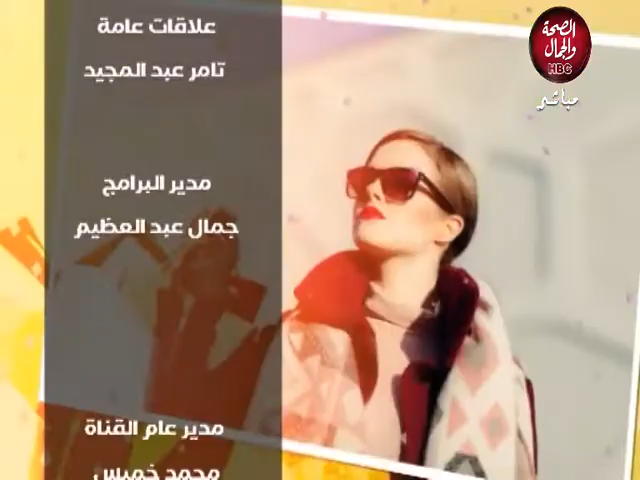 علاقات عامة
تامر عبد المجيد
مدير البرامج
جمال عبد العظيم
مدير عام القناة
محمد خميس
الصحة
والجمال
HBC
مباشر